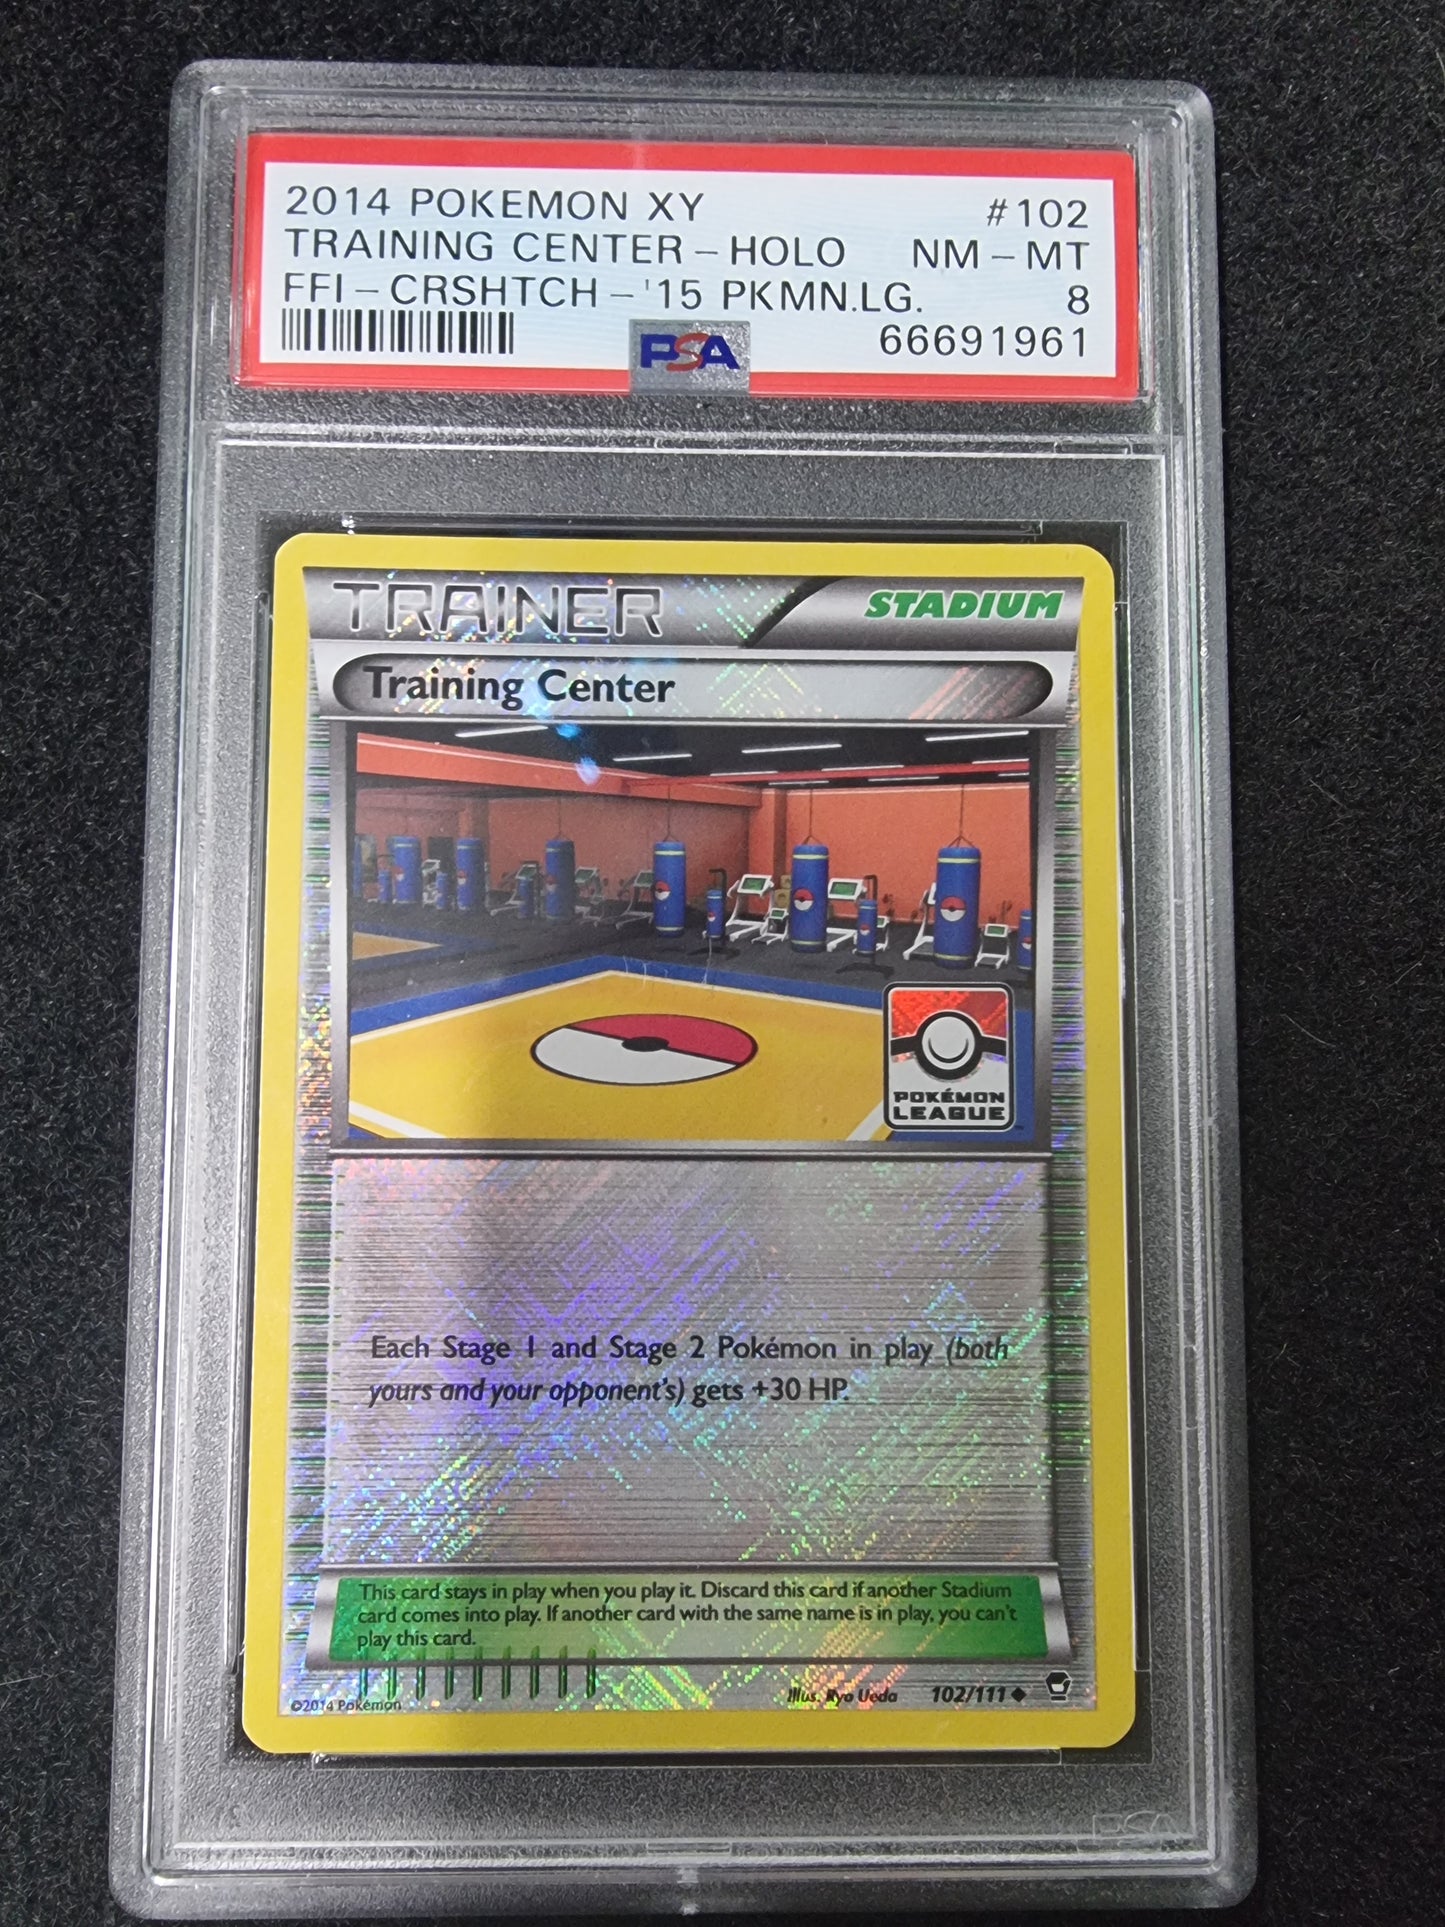 2014 POKEMON XY #102
TRAINING CENTER-HOLO NM-MT
FFI-CRSHTCH-'15 PKMN.LG. 8
PSA 66691961
TRAINER STADIUM
Training Center
POKÉMON
LEAGUE
Each Stage 1 and Stage 2 Pokémon in play (both
yours and your opponent's) gets +30 HP.
This card stays in play when you play it. Discard this card if another Stadium
card comes into play. If another card with the same name is in play, you can't
play this card.
©2014 Pokémon Illus. Ryo Ueda 102/111
PSA